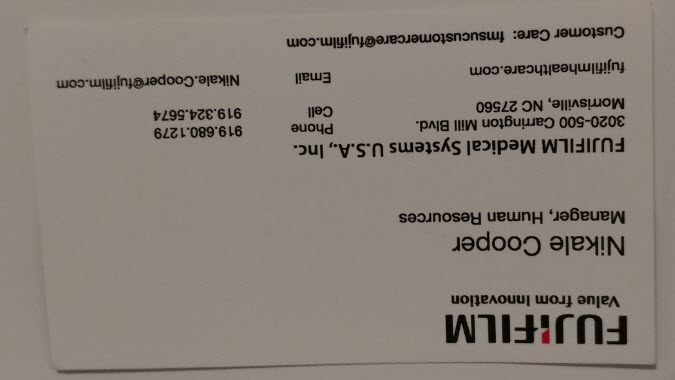 FUJIFILM
Value from Innovation
Nikale Cooper
Manager, Human Resources
FUJIFILM Medical Systems U.S.A., Inc.
3020-500 Carrington Mill Blvd. Phone 919.680.1279
Morrisville, NC 27560 Cell 919.324.5674
fujifilmhealthcare.com Email Nikale.Cooper@fujifilm.com
Customer Care: fmsucustomercare@fujifilm.com